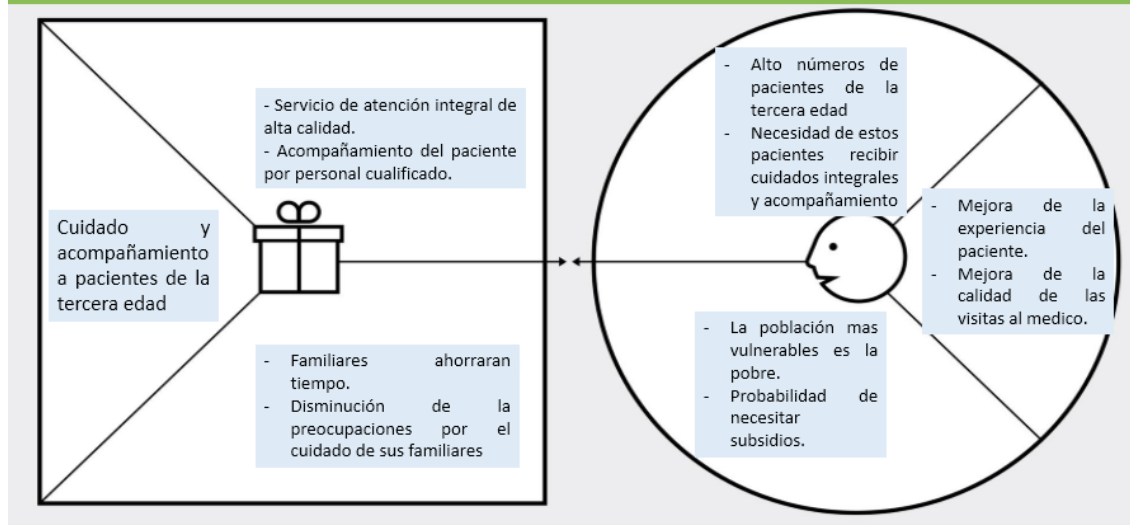 - Servicio de atención integral de
alta calidad.
- Acompañamiento del paciente
por personal cualificado.
Cuidado y
acompañamiento
a pacientes de la
tercera edad
- Familiares ahorraran
tiempo.
- Disminución de la
preocupaciones por el
cuidado de sus familiares
- Alto números de
pacientes de la
tercera edad
- Necesidad de estos
pacientes recibir
cuidados integrales
y acompañamiento
- Mejora de la
experiencia del
paciente.
- Mejora de la
calidad de las
visitas al medico.
- La población mas
vulnerables es la
pobre.
- Probabilidad de
necesitar
subsidios.